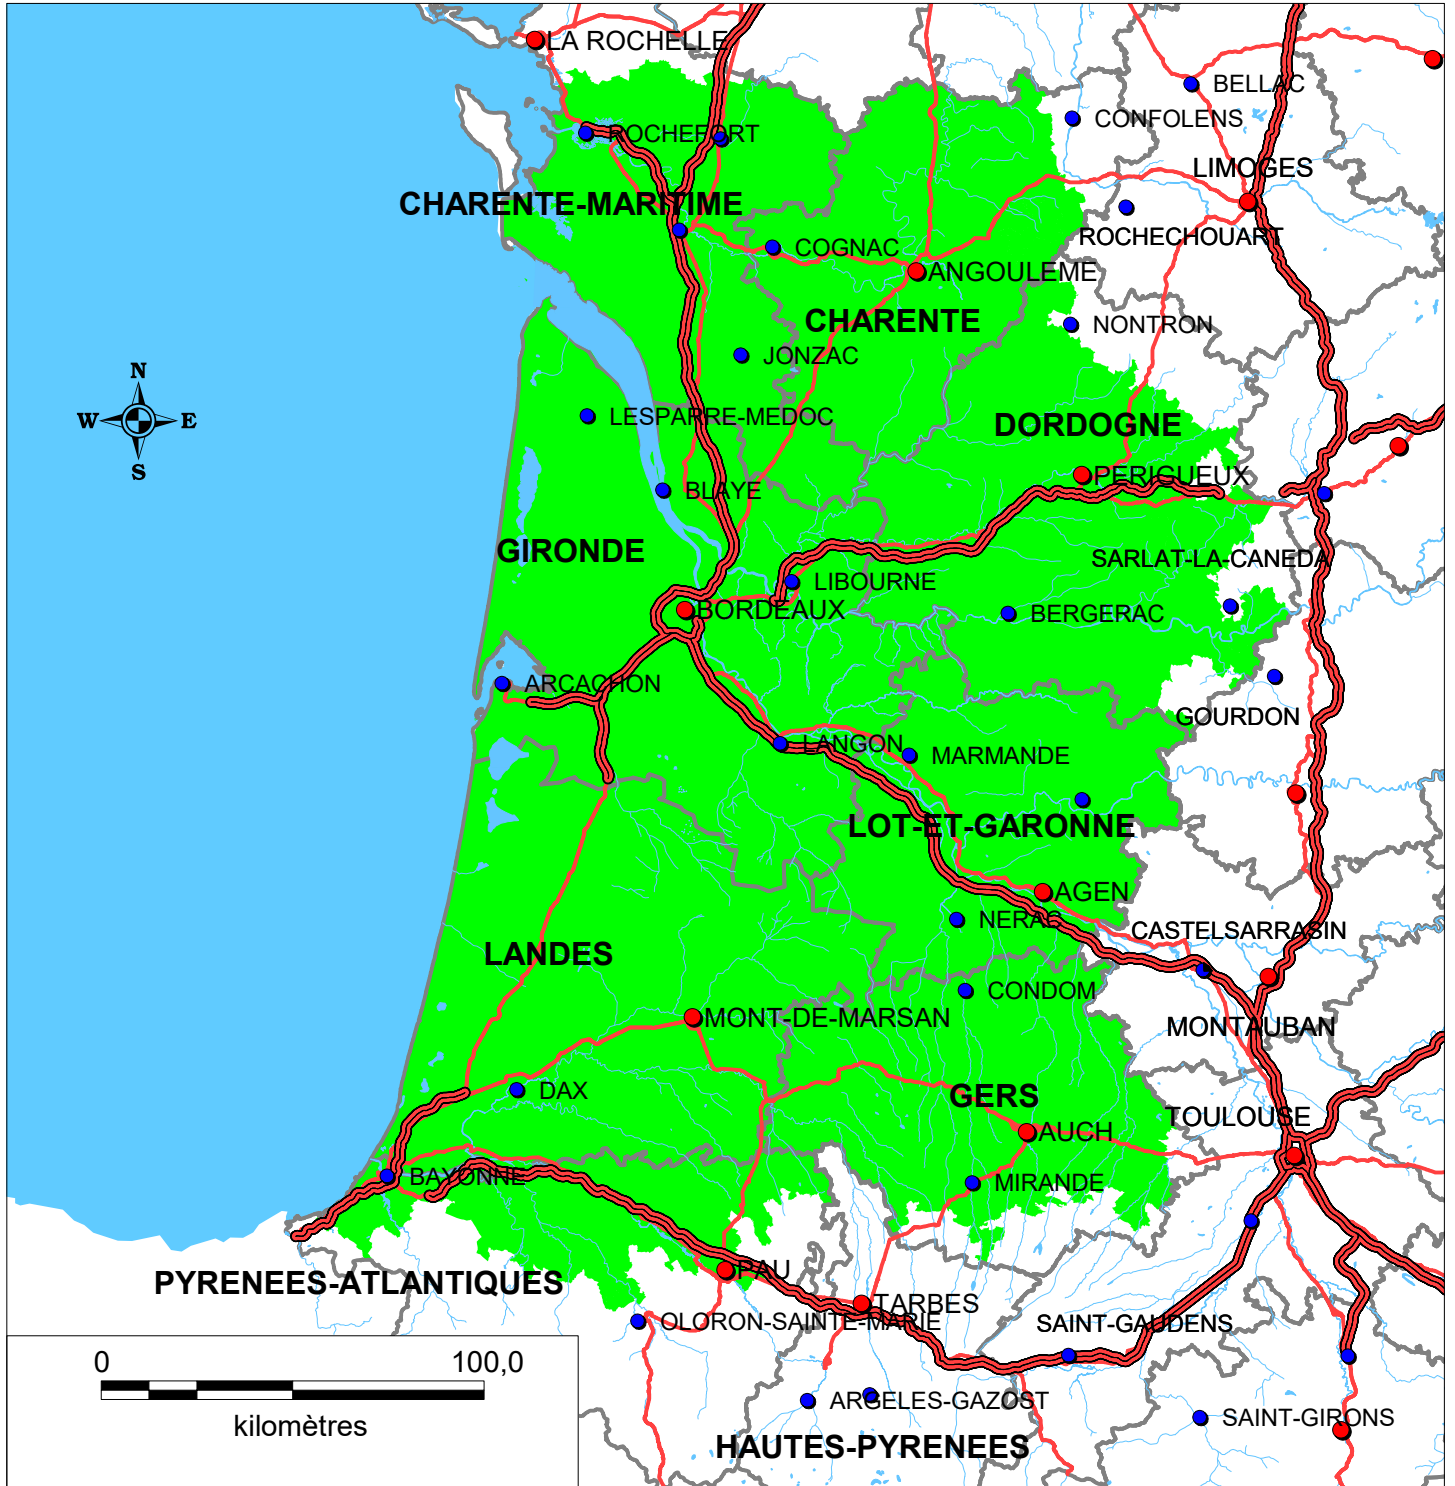 LA ROCHELLE
BELLAC
CONFOLENS
ROCHEFORT
LIMOGES
CHARENTE-MARITIME
ROCHECHOUART
COGNAC
ANGOULEME
CHARENTE
NONTRON
JONZAC
N
W E
S
LESPARRE-MEDOC
DORDOGNE
PERIGUEUX
BLAYE
GIRONDE
SARLAT-LA-CANEDA
LIBOURNE
BORDEAUX
BERGERAC
ARCACHON
GOURDON
LANGON
MARMANDE
LOT-ET-GARONNE
AGEN
NERAC
CASTELSARRASIN
LANDES
CONDOM
MONT-DE-MARSAN
MONTAUBAN
DAX
GERS
TOULOUSE
AUCH
BAYONNE
MIRANDE
PAU
PYRENEES-ATLANTIQUES
TARBES
OLORON-SAINTE-MARIE
SAINT-GAUDENS
0 100,0
kilomètres
ARGELES-GAZOST
SAINT-GIRONS
HAUTES-PYRENEES